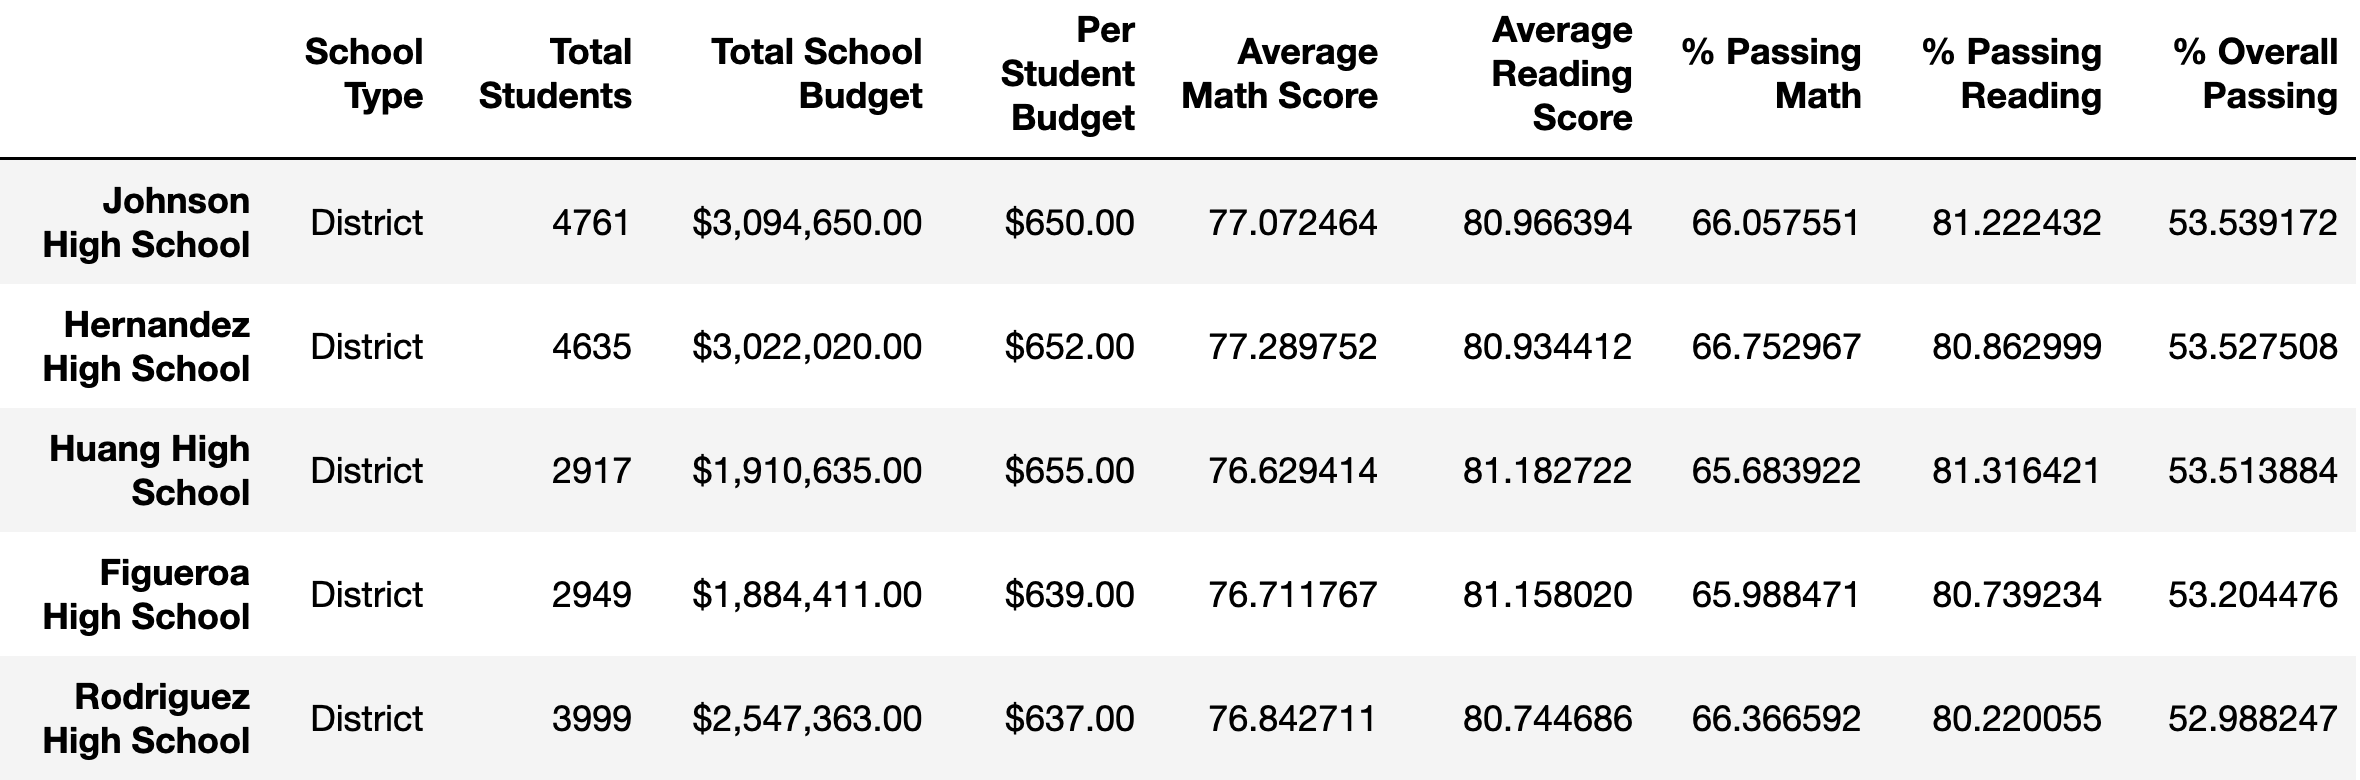 School Type Total Students Total School Budget Per Student Budget Average Math Score Average Reading Score % Passing Math % Passing Reading % Overall Passing
Johnson High School District 4761 $3,094,650.00 $650.00 77.072464 80.966394 66.057551 81.222432 53.539172
Hernandez High School District 4635 $3,022,020.00 $652.00 77.289752 80.934412 66.752967 80.862999 53.527508
Huang High School District 2917 $1,910,635.00 $655.00 76.629414 81.182722 65.683922 81.316421 53.513884
Figueroa High School District 2949 $1,884,411.00 $639.00 76.711767 81.158020 65.988471 80.739234 53.204476
Rodriguez High School District 3999 $2,547,363.00 $637.00 76.842711 80.744686 66.366592 80.220055 52.988247